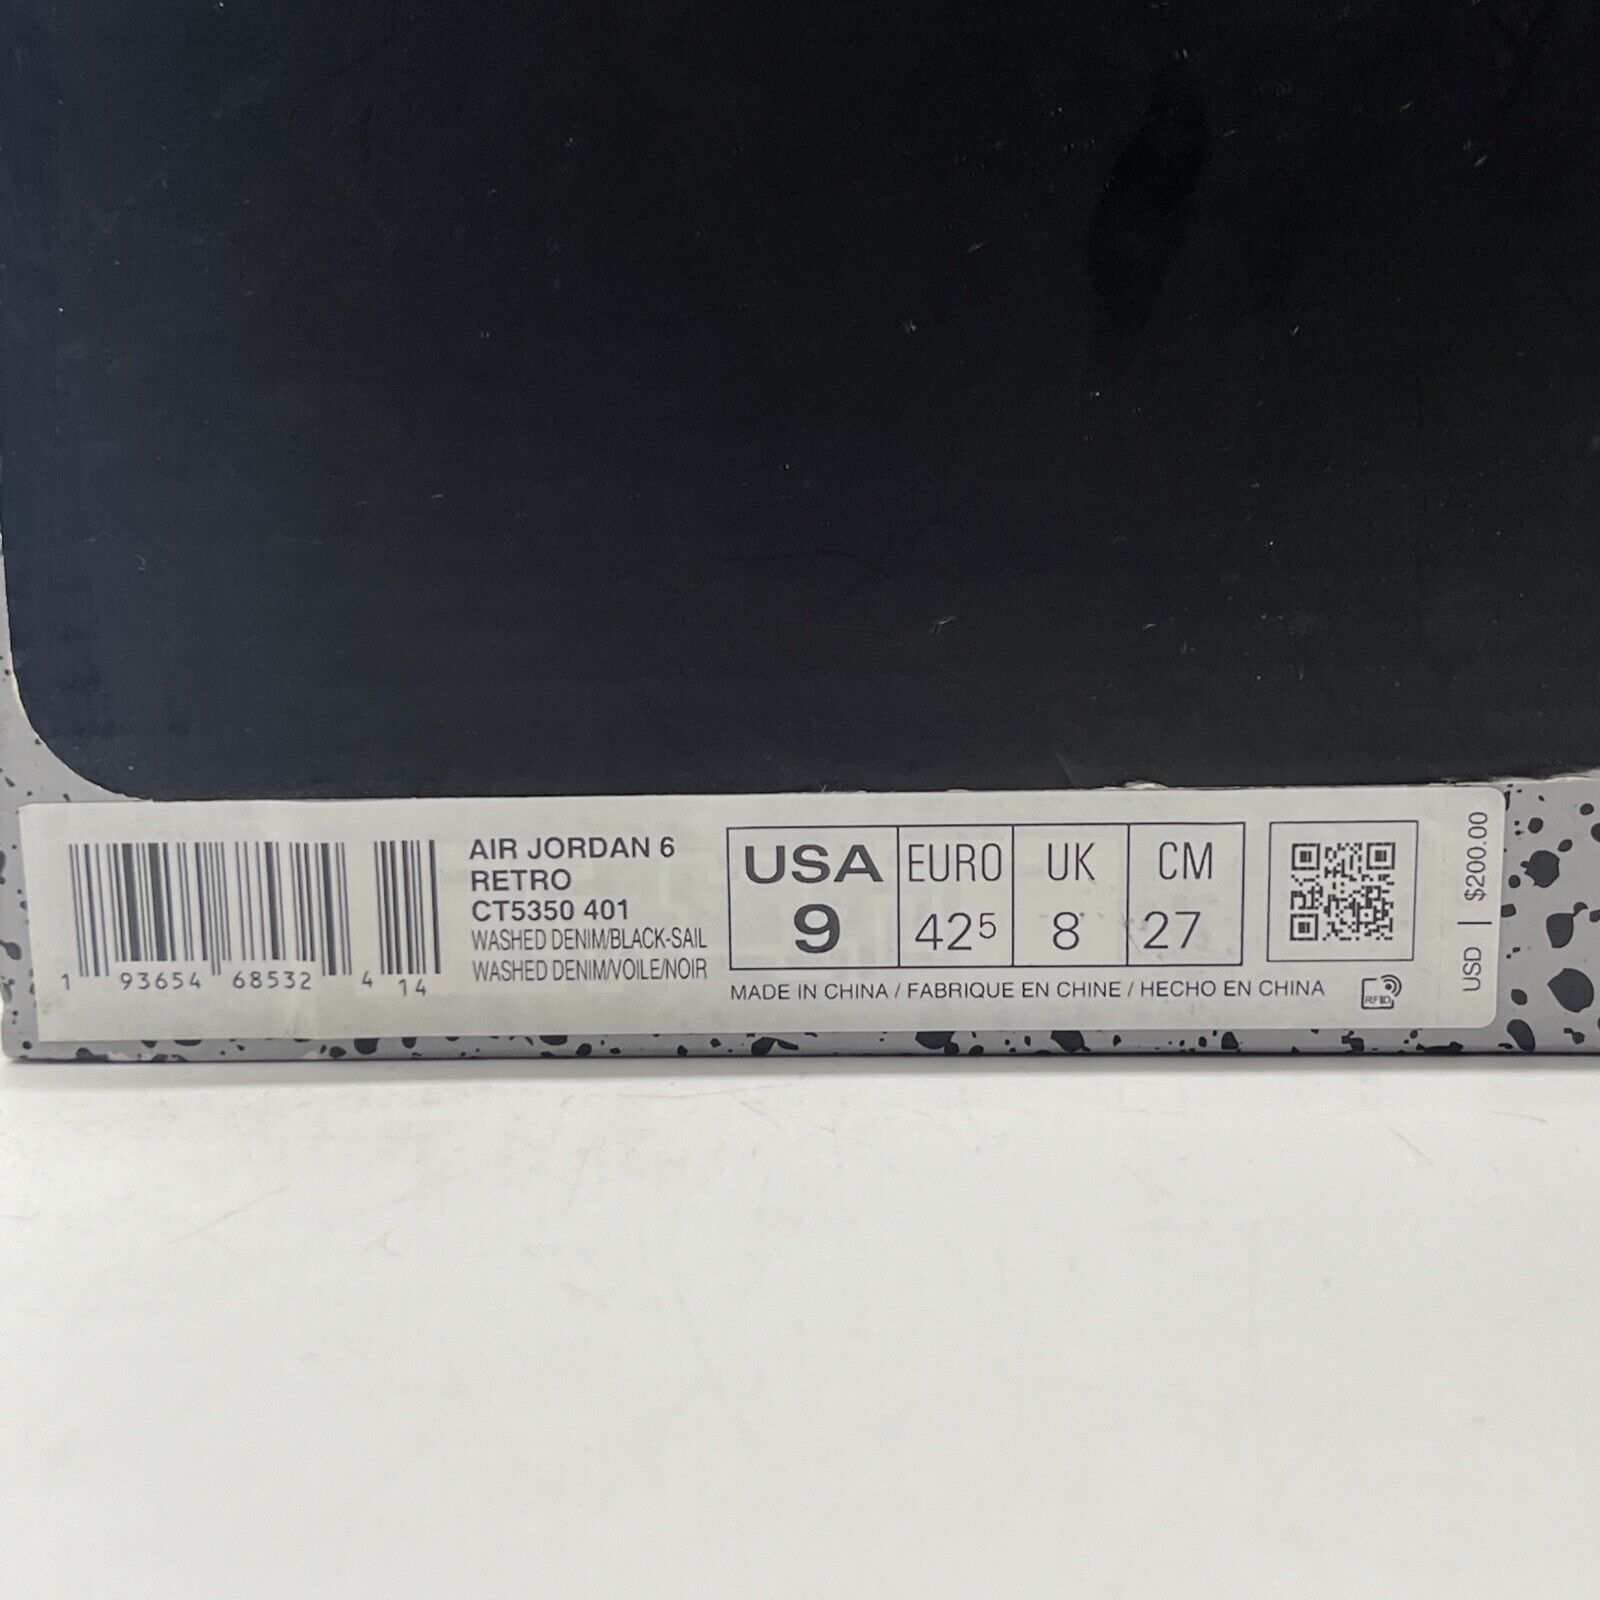 AIR JORDAN 6
RETRO
CT5350 401
WASHED DENIM/BLACK-SAIL
WASHED DENIM/VOILE/NOIR
1 93654 68532 4 14
USA EURO UK CM
9 425 8 27
MADE IN CHINA / FABRIQUE EN CHINE / HECHO EN CHINA
RFID
USD | $200.00